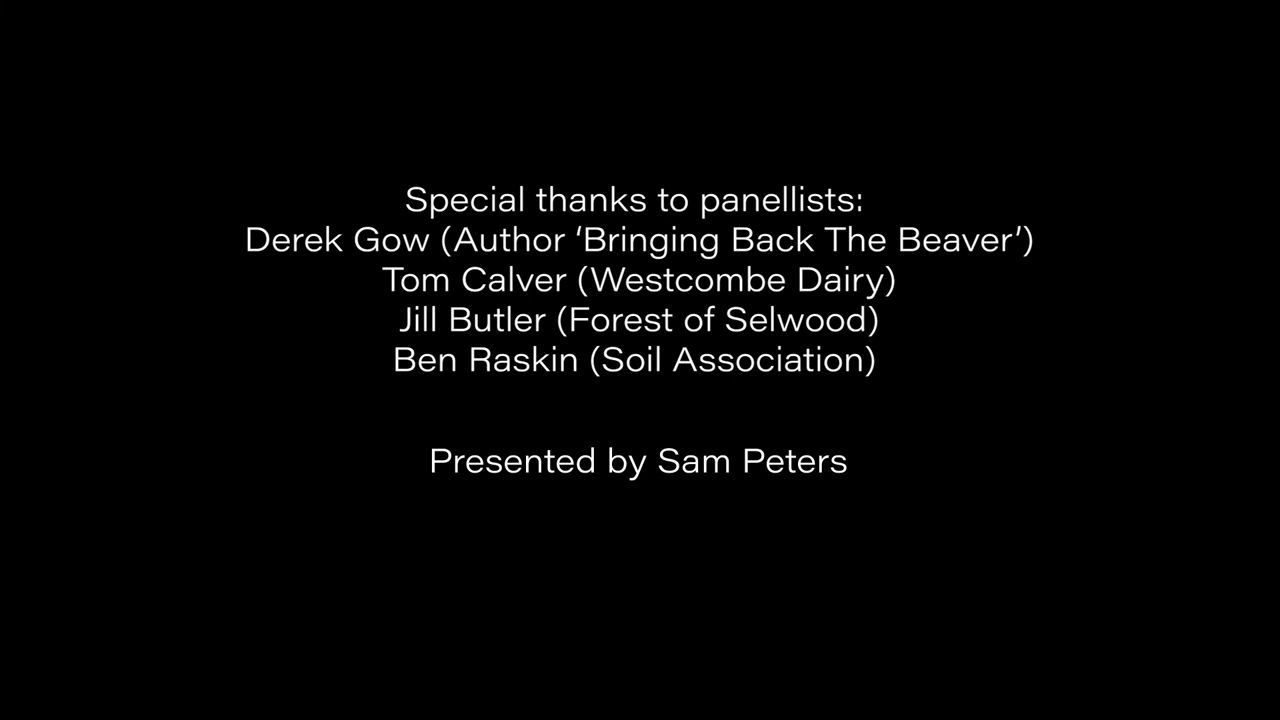 Special thanks to panellists:
Derek Gow (Author ‘Bringing Back The Beaver’)
Tom Calver (Westcombe Dairy)
Jill Butler (Forest of Selwood)
Ben Raskin (Soil Association)
Presented by Sam Peters